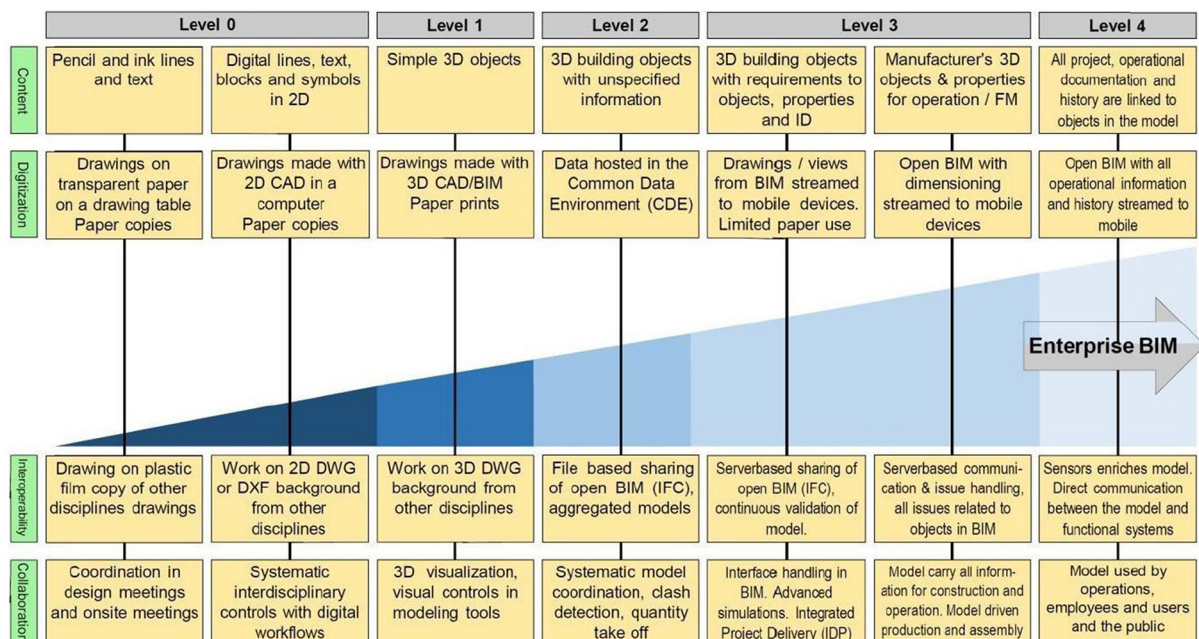 Level 0
Level 1
Level 2
Level 3
Level 4
Content
Pencil and ink lines
and text
Digital lines, text,
blocks and symbols
in 2D
Simple 3D objects
3D building objects
with unspecified
information
3D building objects
with requirements to
objects, properties
and ID
Manufacturer's 3D
objects & properties
for operation / FM
All project, operational
documentation and
history are linked to
objects in the model
Digitization
Drawings on
transparent paper
on a drawing table
Paper copies
Drawings made with
2D CAD in a
computer
Paper copies
Drawings made with
3D CAD/BIM
Paper prints
Data hosted in the
Common Data
Environment (CDE)
Drawings / views
from BIM streamed
to mobile devices.
Limited paper use
Open BIM with
dimensioning
streamed to mobile
devices
Open BIM with all
operational information
and history streamed to
mobile
Enterprise BIM
Interoperability
Drawing on plastic
film copy of other
disciplines drawings
Work on 2D DWG
or DXF background
from other
disciplines
Work on 3D DWG
background from
other disciplines
File based sharing
of open BIM (IFC),
aggregated models
Serverbased sharing of
open BIM (IFC),
continuous validation of
model.
Serverbased communi-
cation & issue handling,
all issues related to
objects in BIM
Sensors enriches model.
Direct communication
between the model and
functional systems
Collaboration
Coordination in
design meetings
and onsite meetings
Systematic
interdisciplinary
controls with digital
workflows
3D visualization,
visual controls in
modeling tools
Systematic model
coordination, clash
detection, quantity
take off
Interface handling in
BIM. Advanced
simulations. Integrated
Project Delivery (IDP)
Model carry all inform-
ation for construction and
operation. Model driven
production and assembly
Model used by
operations,
employees and users
and the public